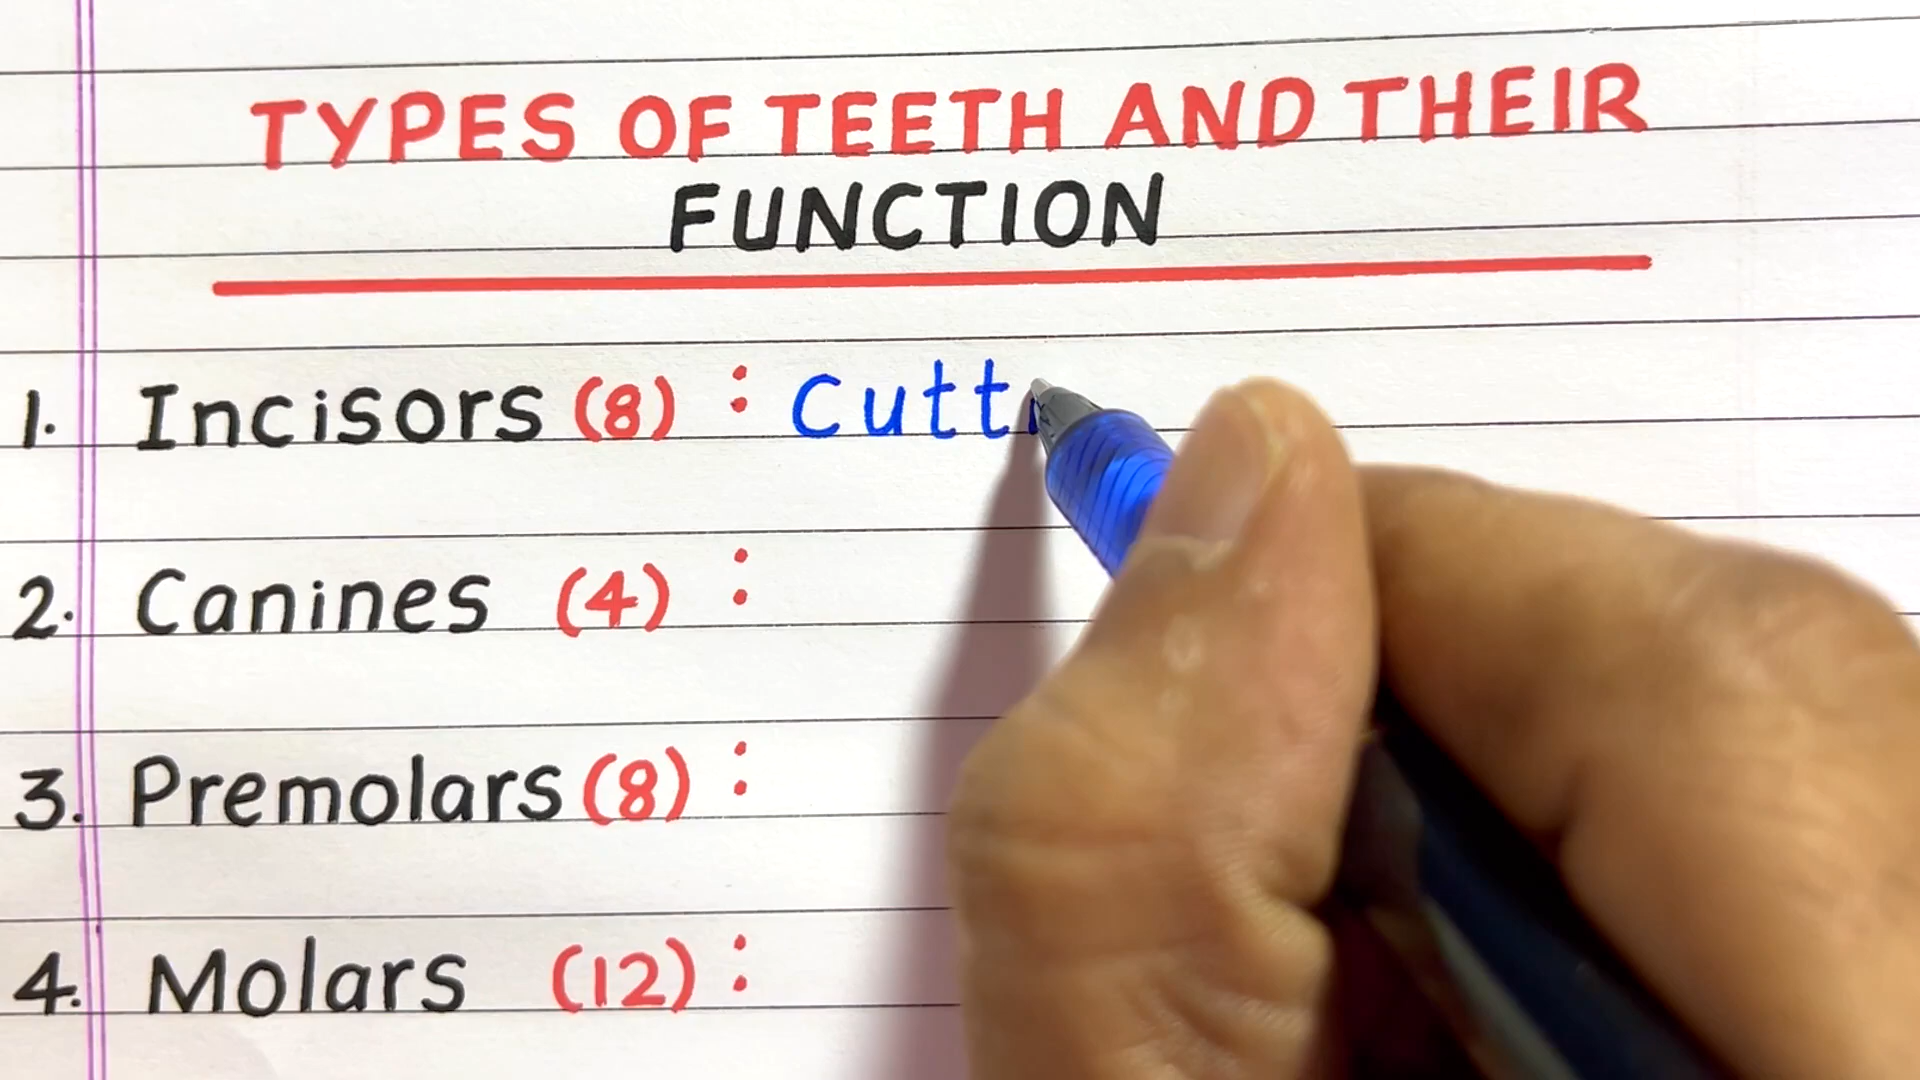 TYPES OF TEETH AND THEIR
FUNCTION
1. Incisors (8) : Cutt
2. Canines (4) :
3. Premolars (8) :
4. Molars (12) :